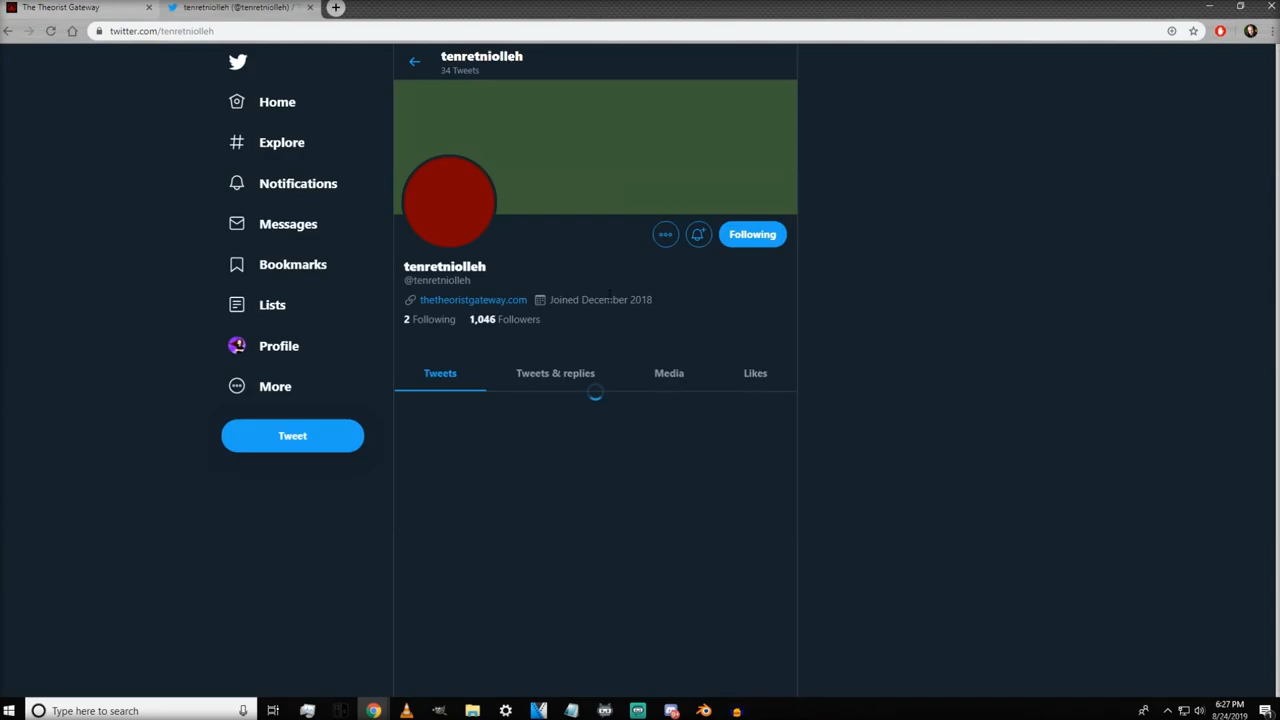 The Theorist Gateway
tenretniolleh (@tenretniolleh) / T
twitter.com/tenretniolleh
tenretniolleh
34 Tweets
Home
Explore
Notifications
Messages
Bookmarks
Lists
Profile
More
Tweet
Following
tenretniolleh
@tenretniolleh
thetheoristgateway.com Joined December 2018
2 Following 1,046 Followers
Tweets Tweets & replies Media Likes
Type here to search
6:27 PM
8/24/2019